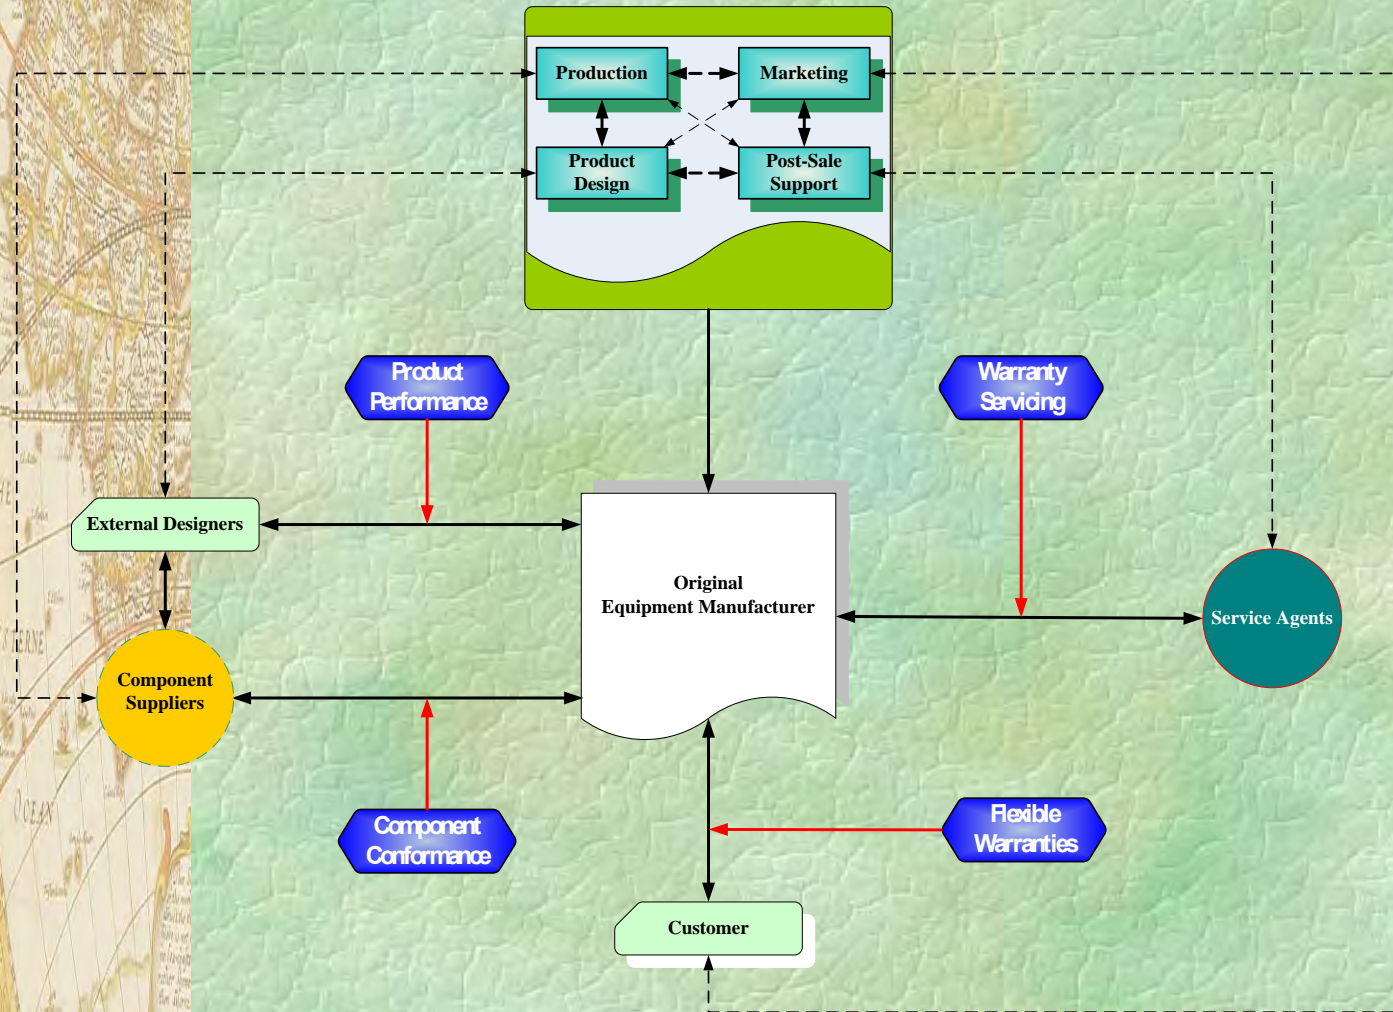 Production
Marketing
Product
Design
Post-Sale
Support
Product
Performance
Warranty
Servicing
External Designers
Original
Equipment Manufacturer
Service Agents
Component
Suppliers
Component
Conformance
Flexible
Warranties
Customer
OCEAN